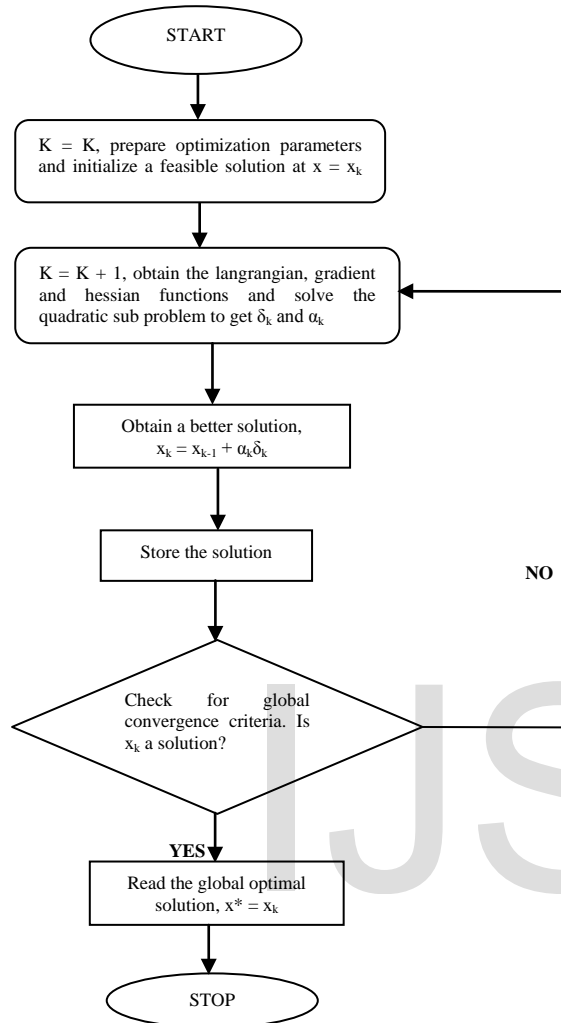 START
K = K, prepare optimization parameters
and initialize a feasible solution at x = xₖ
K = K + 1, obtain the langrangian, gradient
and hessian functions and solve the
quadratic sub problem to get δₖ and αₖ
Obtain a better solution,
xₖ = xₖ₋₁ + αₖδₖ
Store the solution
NO
Check for global
convergence criteria. Is
xₖ a solution?
YES
Read the global optimal
solution, x* = xₖ
STOP
IJS